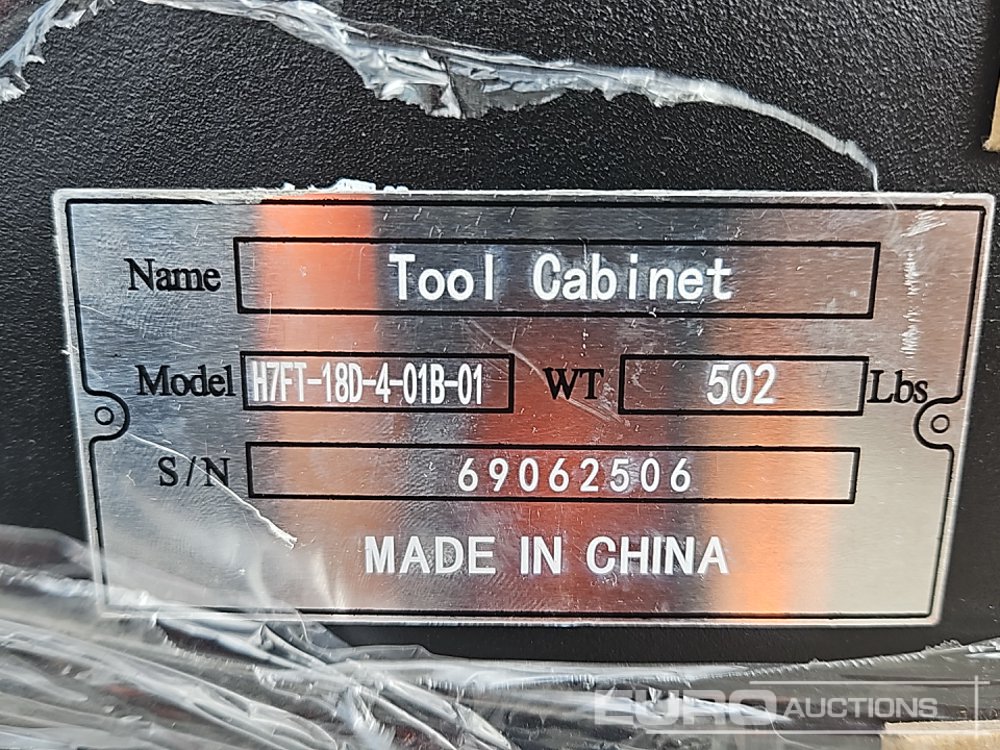 Name Tool Cabinet
Model H7FT-18D-4-01B-01 WT 502 Lbs
S/N 69062506
MADE IN CHINA
EURO AUCTIONS